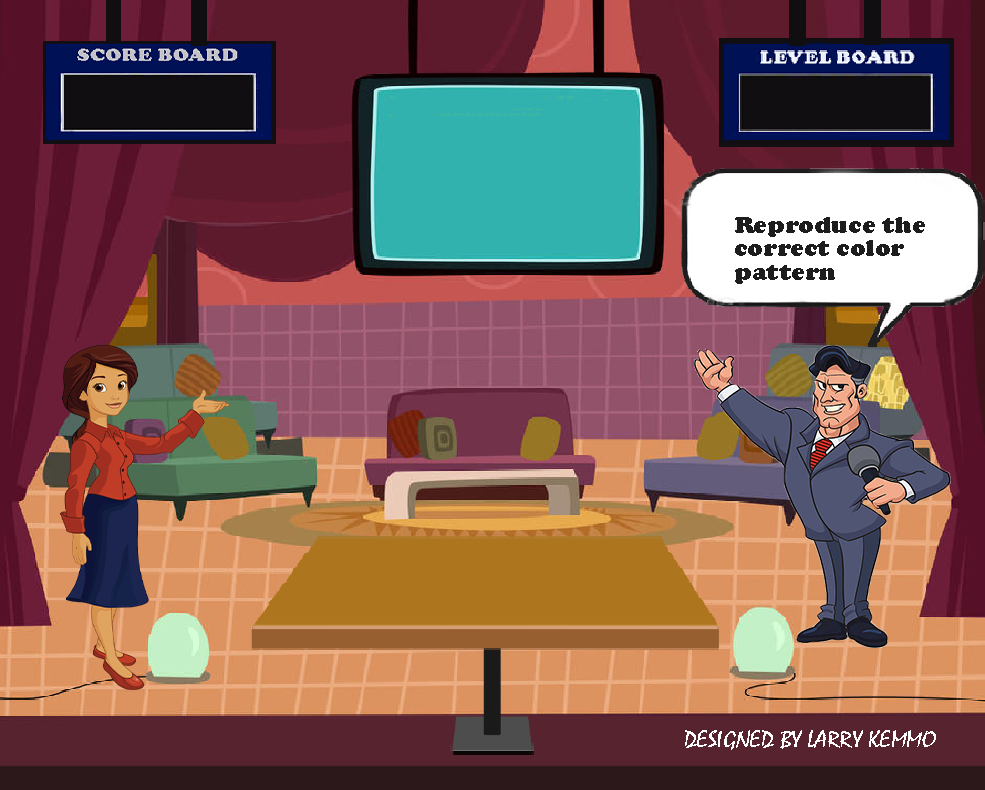 SCORE BOARD
LEVEL BOARD
Reproduce the
correct color
pattern
DESIGNED BY LARRY KEMMO